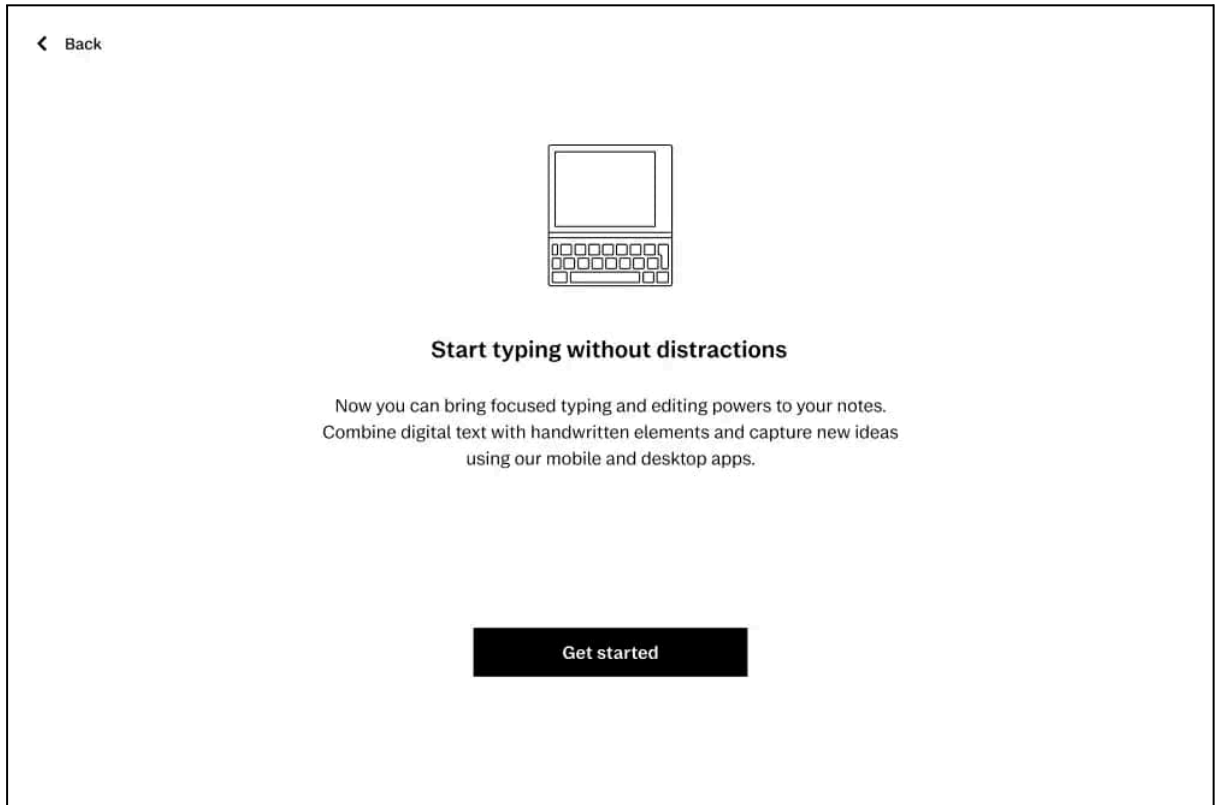 Back
Start typing without distractions
Now you can bring focused typing and editing powers to your notes.
Combine digital text with handwritten elements and capture new ideas
using our mobile and desktop apps.
Get started